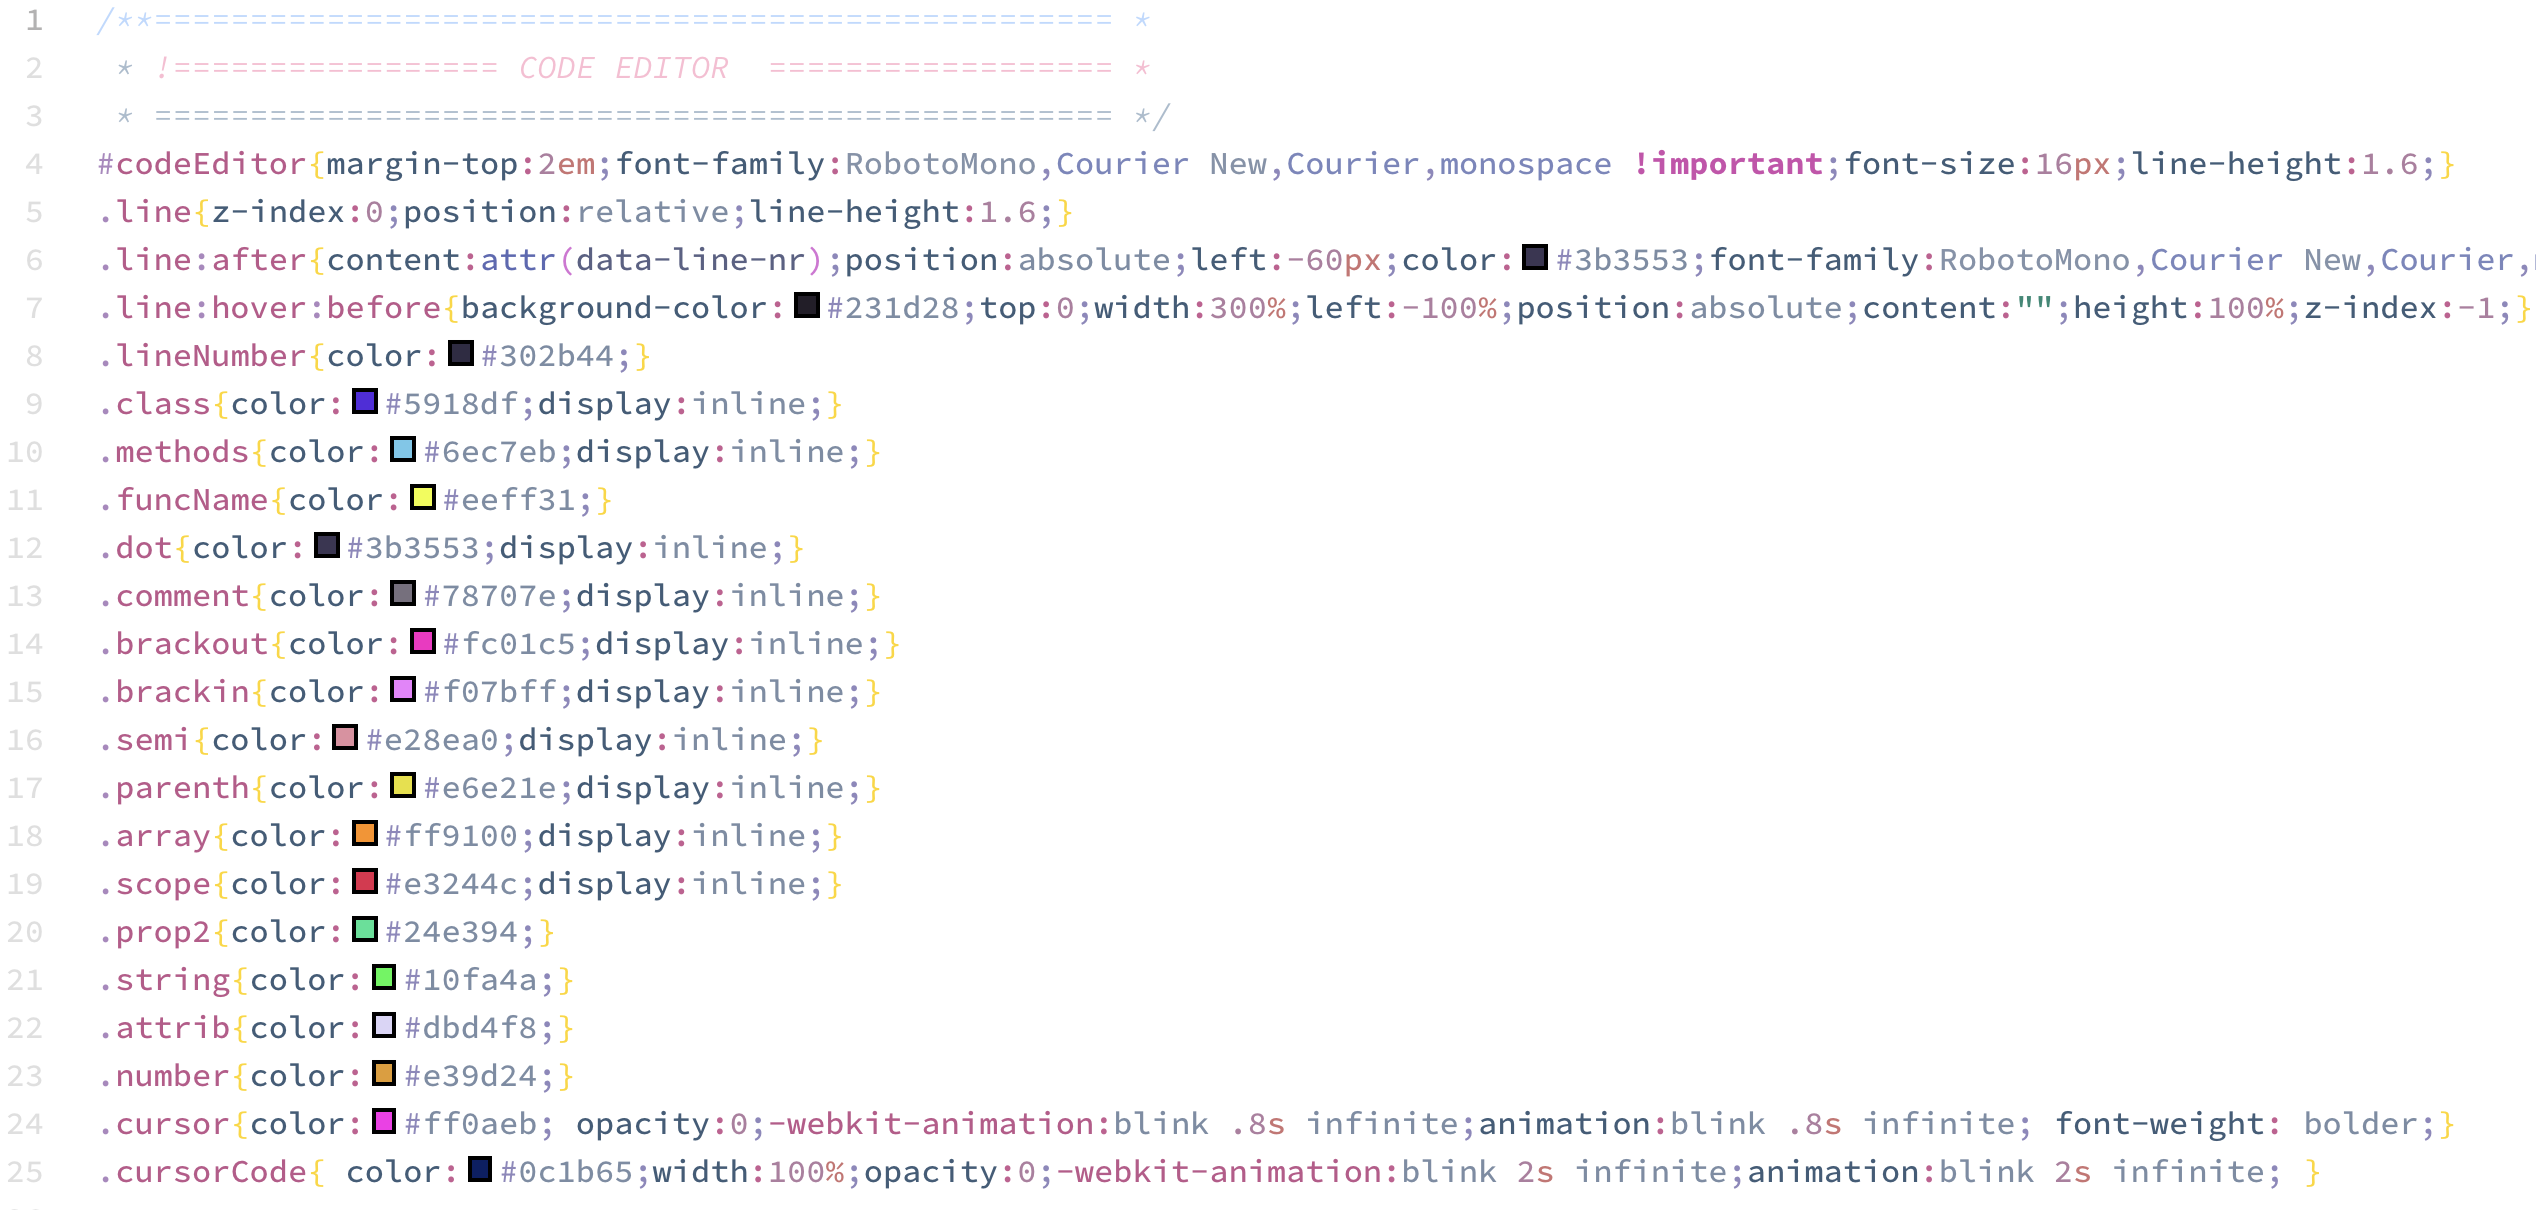 1 /**================================================== *
2 * !================= CODE EDITOR ================== *
3 * ================================================== */
4 #codeEditor{margin-top:2em;font-family:RobotoMono,Courier New,Courier,monospace !important;font-size:16px;line-height:1.6;}
5 .line{z-index:0;position:relative;line-height:1.6;}
6 .line:after{content:attr(data-line-nr);position:absolute;left:-60px;color:#3b3553;font-family:RobotoMono,Courier New,Courier,
7 .line:hover:before{background-color:#231d28;top:0;width:300%;left:-100%;position:absolute;content:"";height:100%;z-index:-1;}
8 .lineNumber{color:#302b44;}
9 .class{color:#5918df;display:inline;}
10 .methods{color:#6ec7eb;display:inline;}
11 .funcName{color:#eeff31;}
12 .dot{color:#3b3553;display:inline;}
13 .comment{color:#78707e;display:inline;}
14 .brackout{color:#fc01c5;display:inline;}
15 .brackin{color:#f07bff;display:inline;}
16 .semi{color:#e28ea0;display:inline;}
17 .parenth{color:#e6e21e;display:inline;}
18 .array{color:#ff9100;display:inline;}
19 .scope{color:#e3244c;display:inline;}
20 .prop2{color:#24e394;}
21 .string{color:#10fa4a;}
22 .attrib{color:#dbd4f8;}
23 .number{color:#e39d24;}
24 .cursor{color:#ff0aeb; opacity:0;-webkit-animation:blink .8s infinite;animation:blink .8s infinite; font-weight: bolder;}
25 .cursorCode{ color:#0c1b65;width:100%;opacity:0;-webkit-animation:blink 2s infinite;animation:blink 2s infinite; }